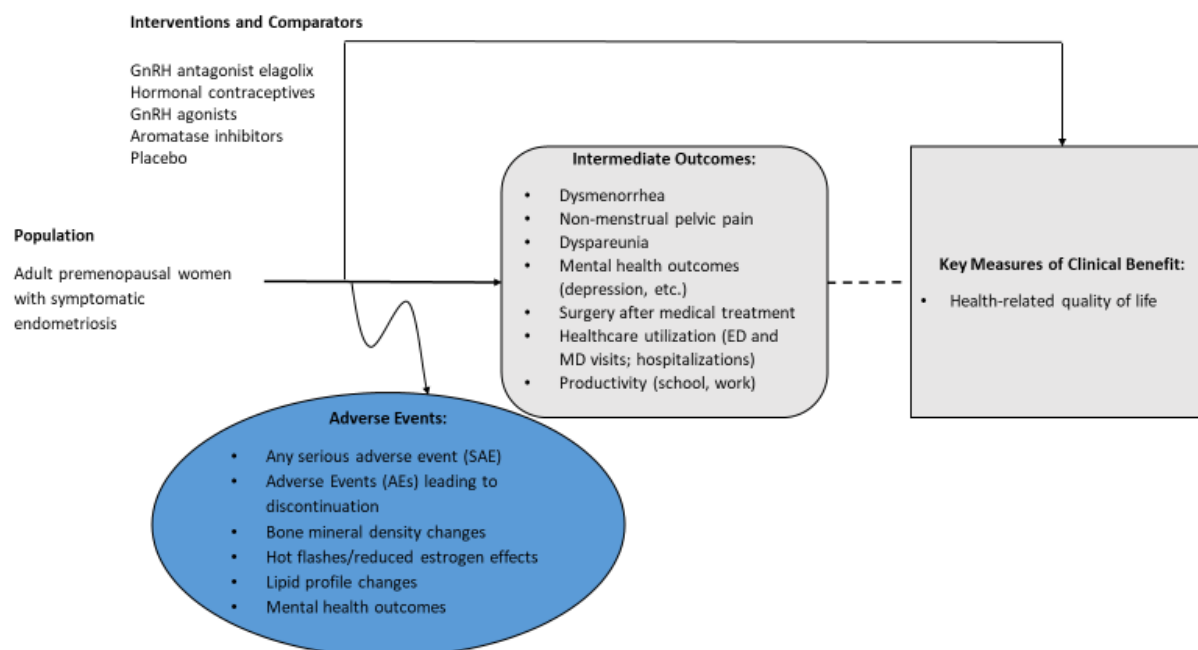 Interventions and Comparators
GnRH antagonist elagolix
Hormonal contraceptives
GnRH agonists
Aromatase inhibitors
Placebo
Population
Adult premenopausal women
with symptomatic
endometriosis
Intermediate Outcomes:
• Dysmenorrhea
• Non-menstrual pelvic pain
• Dyspareunia
• Mental health outcomes
(depression, etc.)
• Surgery after medical treatment
• Healthcare utilization (ED and
MD visits; hospitalizations)
• Productivity (school, work)
Key Measures of Clinical Benefit:
• Health-related quality of life
Adverse Events:
• Any serious adverse event (SAE)
• Adverse Events (AEs) leading to
discontinuation
• Bone mineral density changes
• Hot flashes/reduced estrogen effects
• Lipid profile changes
• Mental health outcomes